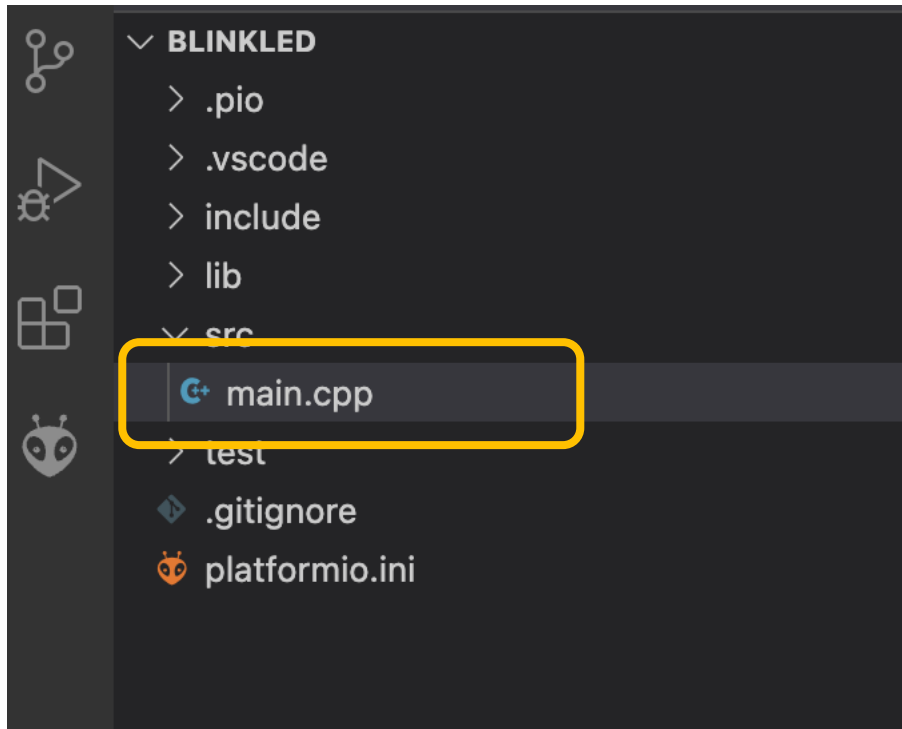 BLINKLED
.pio
.vscode
include
lib
src
main.cpp
test
.gitignore
platformio.ini